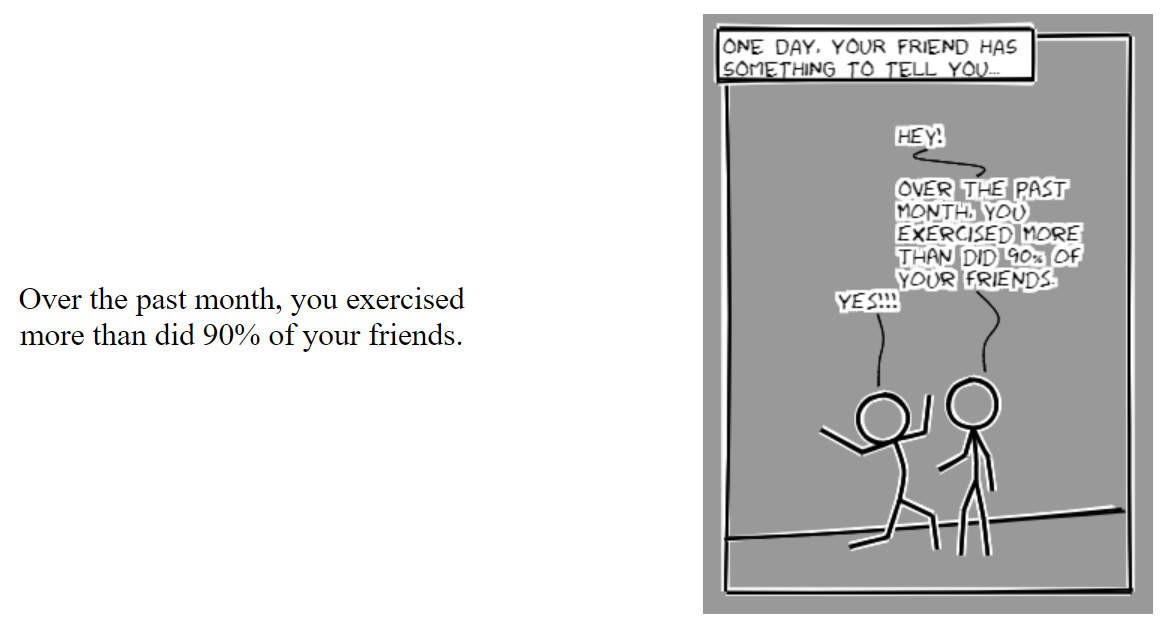 Over the past month, you exercised
more than did 90% of your friends.
ONE DAY, YOUR FRIEND HAS
SOMETHING TO TELL YOU...
HEY!
OVER THE PAST
MONTH, YOU
EXERCISED MORE
THAN DID 90% OF
YOUR FRIENDS.
YES!!!